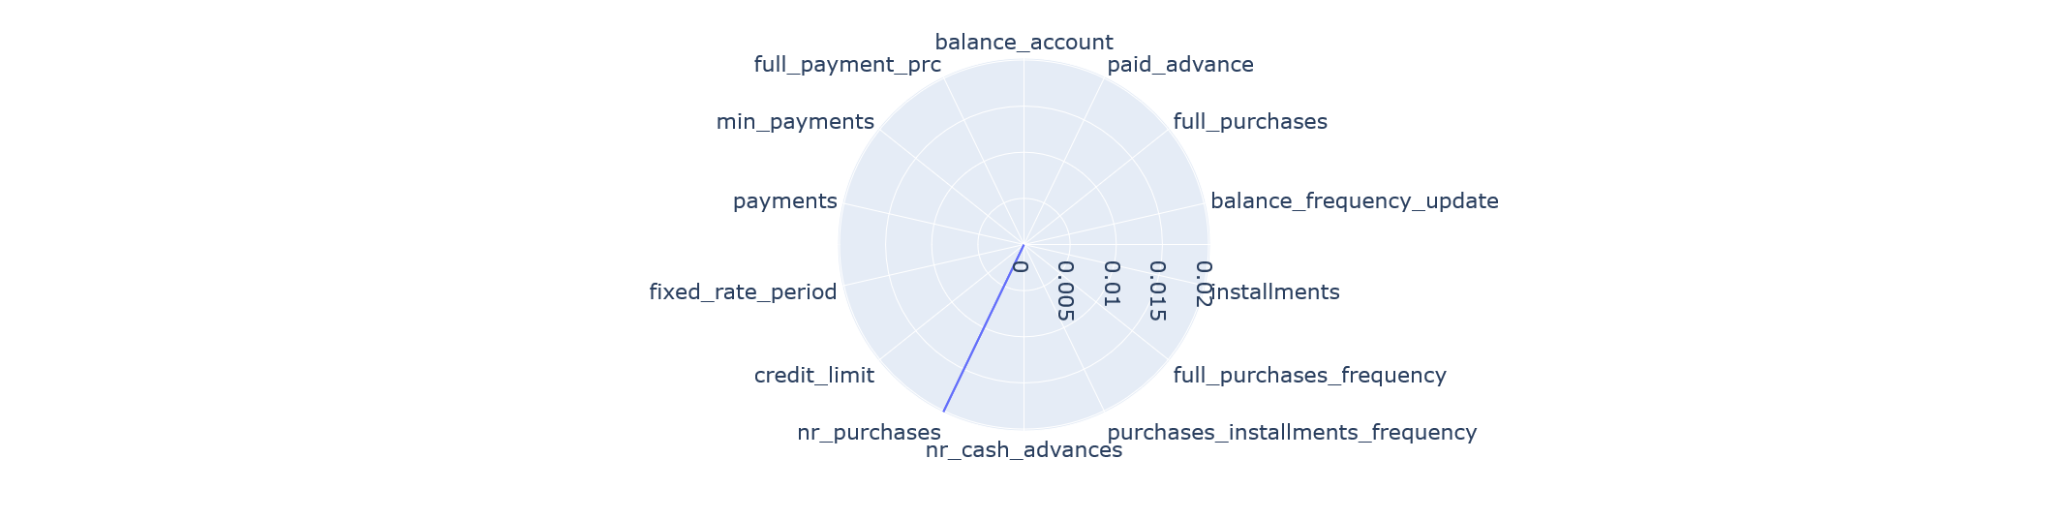 balance_account
full_payment_prc
paid_advance
min_payments
full_purchases
payments
balance_frequency_update
0
0.005
0.01
0.015
0.02
fixed_rate_period
installments
credit_limit
full_purchases_frequency
nr_purchases
purchases_installments_frequency
nr_cash_advances